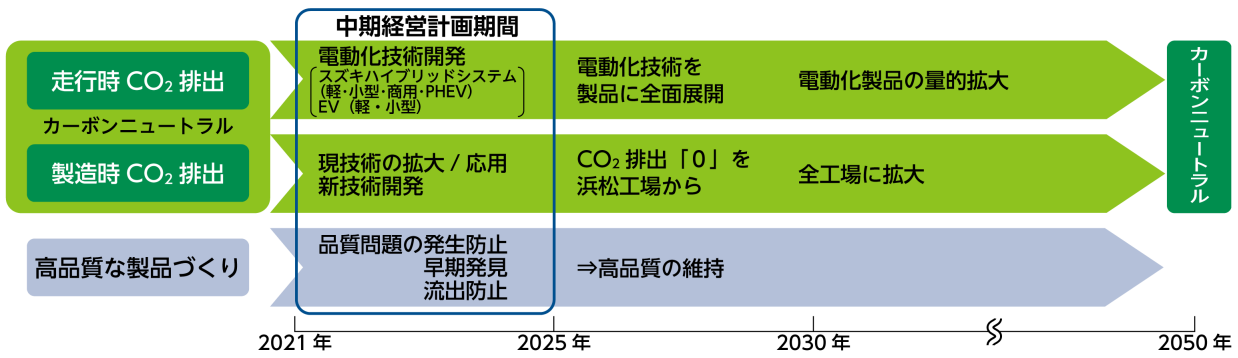 中期経営計画期間
走行時 CO₂ 排出
カーボンニュートラル
製造時 CO₂ 排出
電動化技術開発
スズキハイブリッドシステム
(軽・小型・商用・PHEV)
EV (軽・小型)
電動化技術を
製品に全面展開
電動化製品の量的拡大
現技術の拡大 / 応用
新技術開発
CO₂ 排出「0」を
浜松工場から
全工場に拡大
カーボンニュートラル
高品質な製品づくり
品質問題の発生防止
早期発見
流出防止
⇒高品質の維持
2021 年
2025 年
2030 年
2050 年